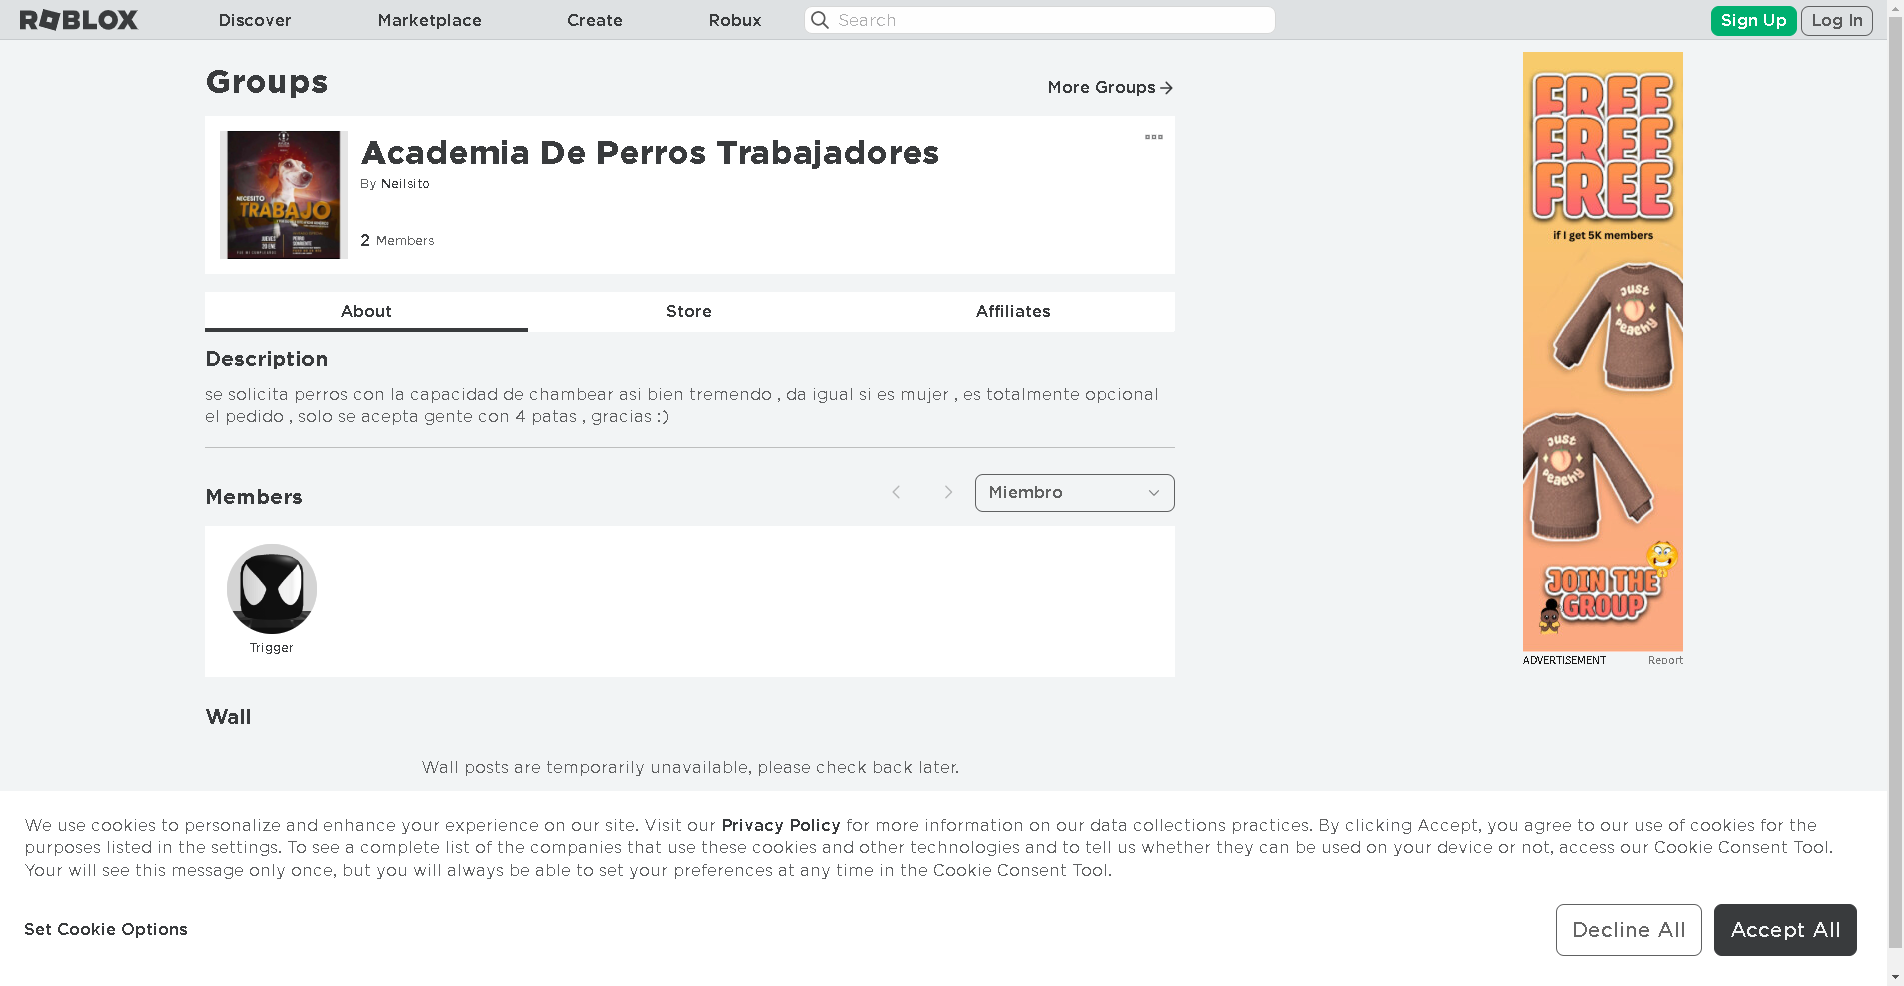 ROBLOX
Discover
Marketplace
Create
Robux
Search
Sign Up
Log In
Groups
More Groups
NECESITO
TRABAJO
JUEVES
20 ENE
Academia De Perros Trabajadores
By Neilsito
2 Members
About
Store
Affiliates
Description
se solicita perros con la capacidad de chambear asi bien tremendo , da igual si es mujer , es totalmente opcional
el pedido , solo se acepta gente con 4 patas , gracias :)
Members
Miembro
Trigger
Wall
Wall posts are temporarily unavailable, please check back later.
FREE
FREE
FREE
if I get 5K members
JUST
PEACHY
JUST
PEACHY
JOIN THE
GROUP
ADVERTISEMENT
Report
We use cookies to personalize and enhance your experience on our site. Visit our Privacy Policy for more information on our data collections practices. By clicking Accept, you agree to our use of cookies for the
purposes listed in the settings. To see a complete list of the companies that use these cookies and other technologies and to tell us whether they can be used on your device or not, access our Cookie Consent Tool.
Your will see this message only once, but you will always be able to set your preferences at any time in the Cookie Consent Tool.
Set Cookie Options
Decline All
Accept All